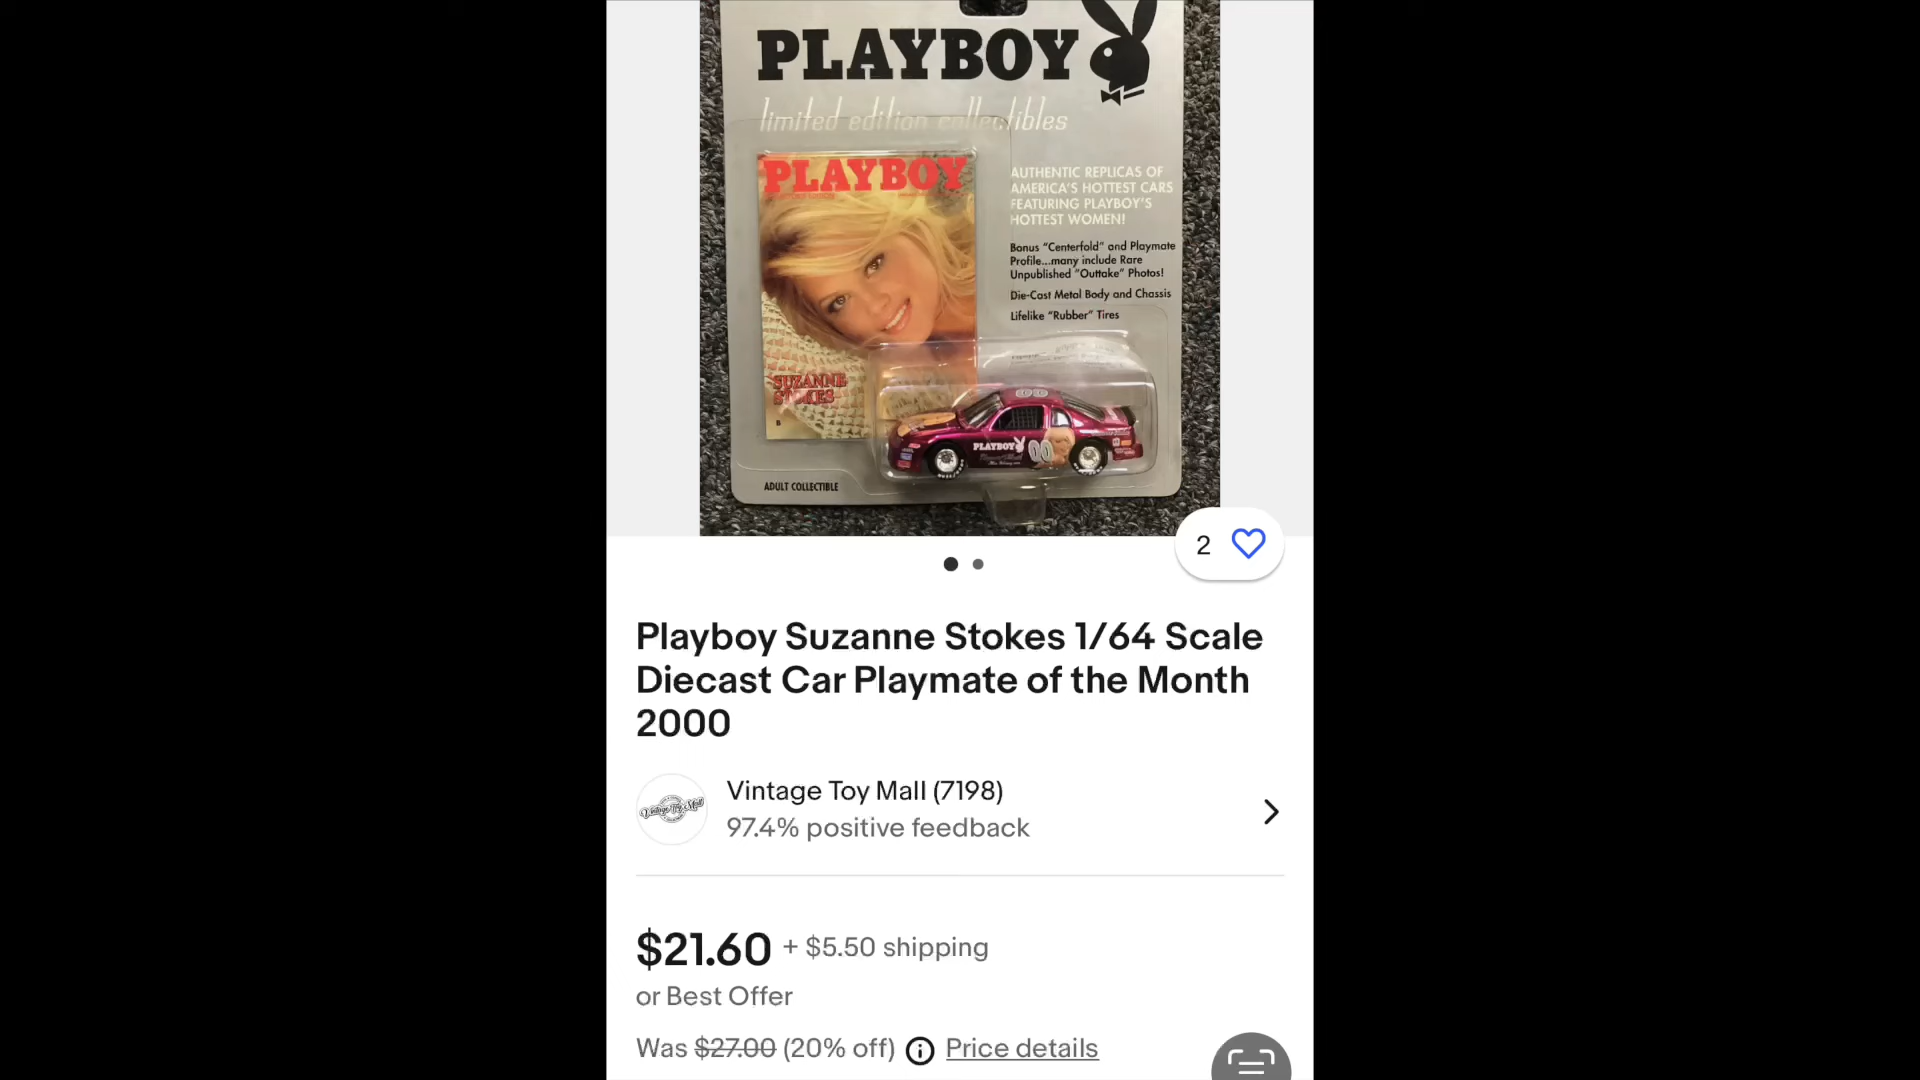 PLAYBOY
limited edition collectibles
PLAYBOY
AUTHENTIC REPLICAS OF
AMERICA'S HOTTEST CARS
FEATURING PLAYBOY'S
HOTTEST WOMEN!
Bonus "Centerfold" and Playmate
Profile...many include Rare
Unpublished "Outtake" Photos!
Die-Cast Metal Body and Chassis
Lifelike "Rubber" Tires
SUZANNE
STOKES
PLAYBOY
00
ADULT COLLECTIBLE
2
Playboy Suzanne Stokes 1/64 Scale
Diecast Car Playmate of the Month
2000
Vintage Toy Mall
Vintage Toy Mall (7198)
97.4% positive feedback
$21.60 + $5.50 shipping
or Best Offer
Was $27.00 (20% off) Price details